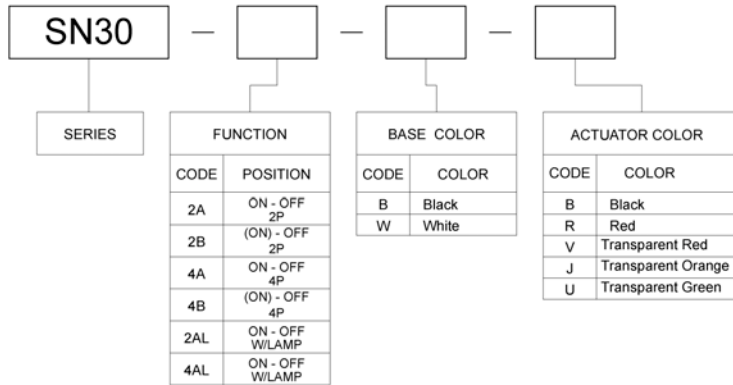 SN30 — — —
SERIES
FUNCTION
CODE POSITION
2A ON - OFF
2P
2B (ON) - OFF
2P
4A ON - OFF
4P
4B (ON) - OFF
4P
2AL ON - OFF
W/LAMP
4AL ON - OFF
W/LAMP
BASE COLOR
CODE COLOR
B Black
W White
ACTUATOR COLOR
CODE COLOR
B Black
R Red
V Transparent Red
J Transparent Orange
U Transparent Green